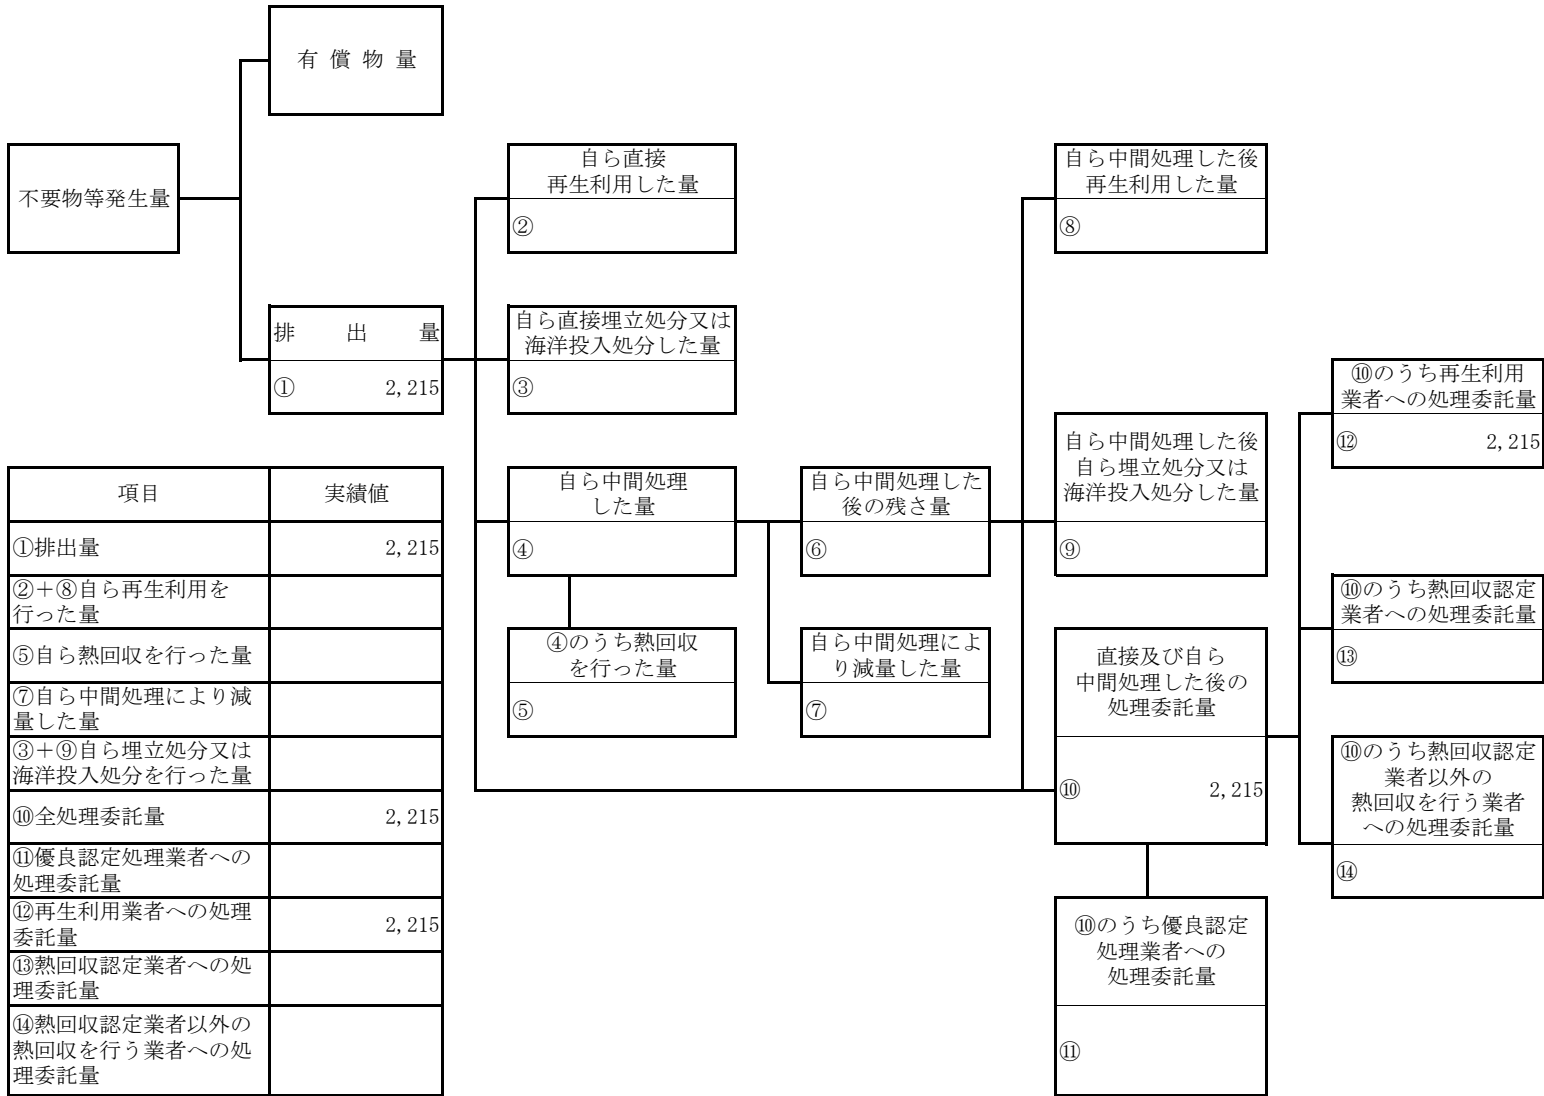 有償物量
不要物等発生量
排出量
① 2,215
自ら直接
再生利用した量
②
自ら直接埋立処分又は
海洋投入処分した量
③
自ら中間処理
した量
④
④のうち熱回収
を行った量
⑤
自ら中間処理した
後の残さ量
⑥
自ら中間処理によ
り減量した量
⑦
自ら中間処理した後
再生利用した量
⑧
自ら中間処理した後
自ら埋立処分又は
海洋投入処分した量
⑨
直接及び自ら
中間処理した後の
処理委託量
⑩ 2,215
⑩のうち優良認定
処理業者への
処理委託量
⑪
⑩のうち再生利用
業者への処理委託量
⑫ 2,215
⑩のうち熱回収認定
業者への処理委託量
⑬
⑩のうち熱回収認定
業者以外の
熱回収を行う業者
への処理委託量
⑭
項目 実績値
①排出量 2,215
②＋⑧自ら再生利用を
行った量
⑤自ら熱回収を行った量
⑦自ら中間処理により減
量した量
③＋⑨自ら埋立処分又は
海洋投入処分を行った量
⑩全処理委託量 2,215
⑪優良認定処理業者への
処理委託量
⑫再生利用業者への処理
委託量 2,215
⑬熱回収認定業者への処
理委託量
⑭熱回収認定業者以外の
熱回収を行う業者への処
理委託量